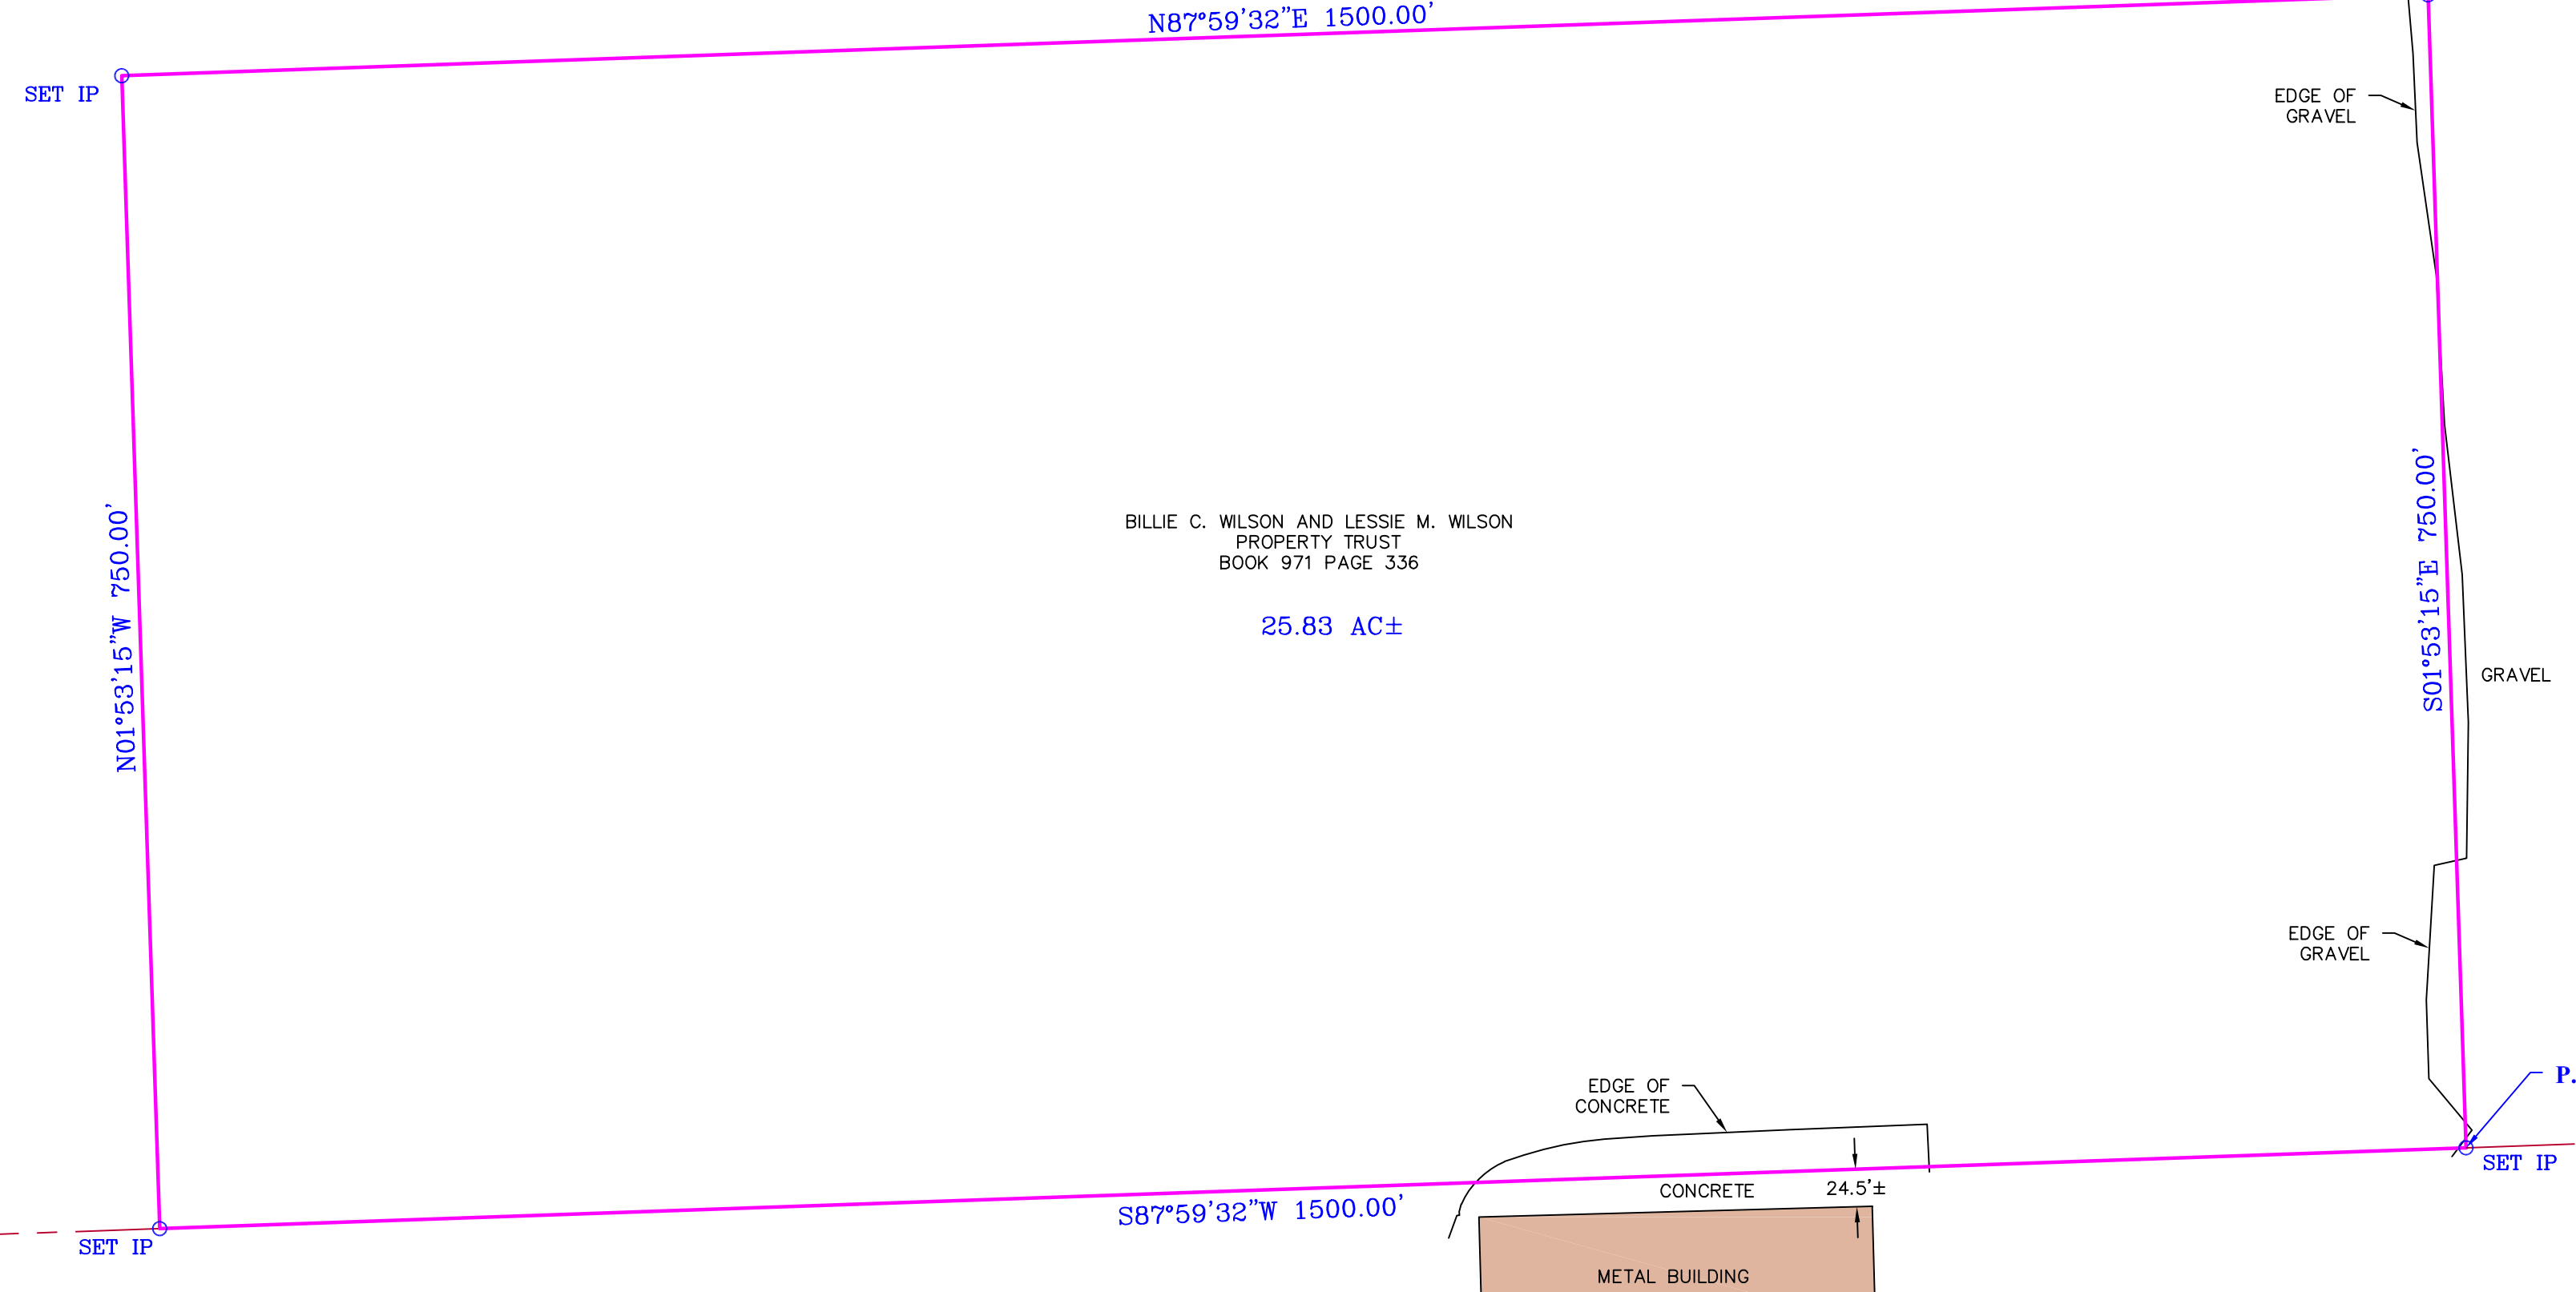 N87°59'32"E 1500.00'
SET IP
EDGE OF
GRAVEL
N01°53'15"W 750.00'
BILLIE C. WILSON AND LESSIE M. WILSON
PROPERTY TRUST
BOOK 971 PAGE 336
25.83 AC±
S01°53'15"E 750.00'
GRAVEL
EDGE OF
GRAVEL
P.
EDGE OF
CONCRETE
SET IP
CONCRETE
24.5'±
S87°59'32"W 1500.00'
SET IP
METAL BUILDING